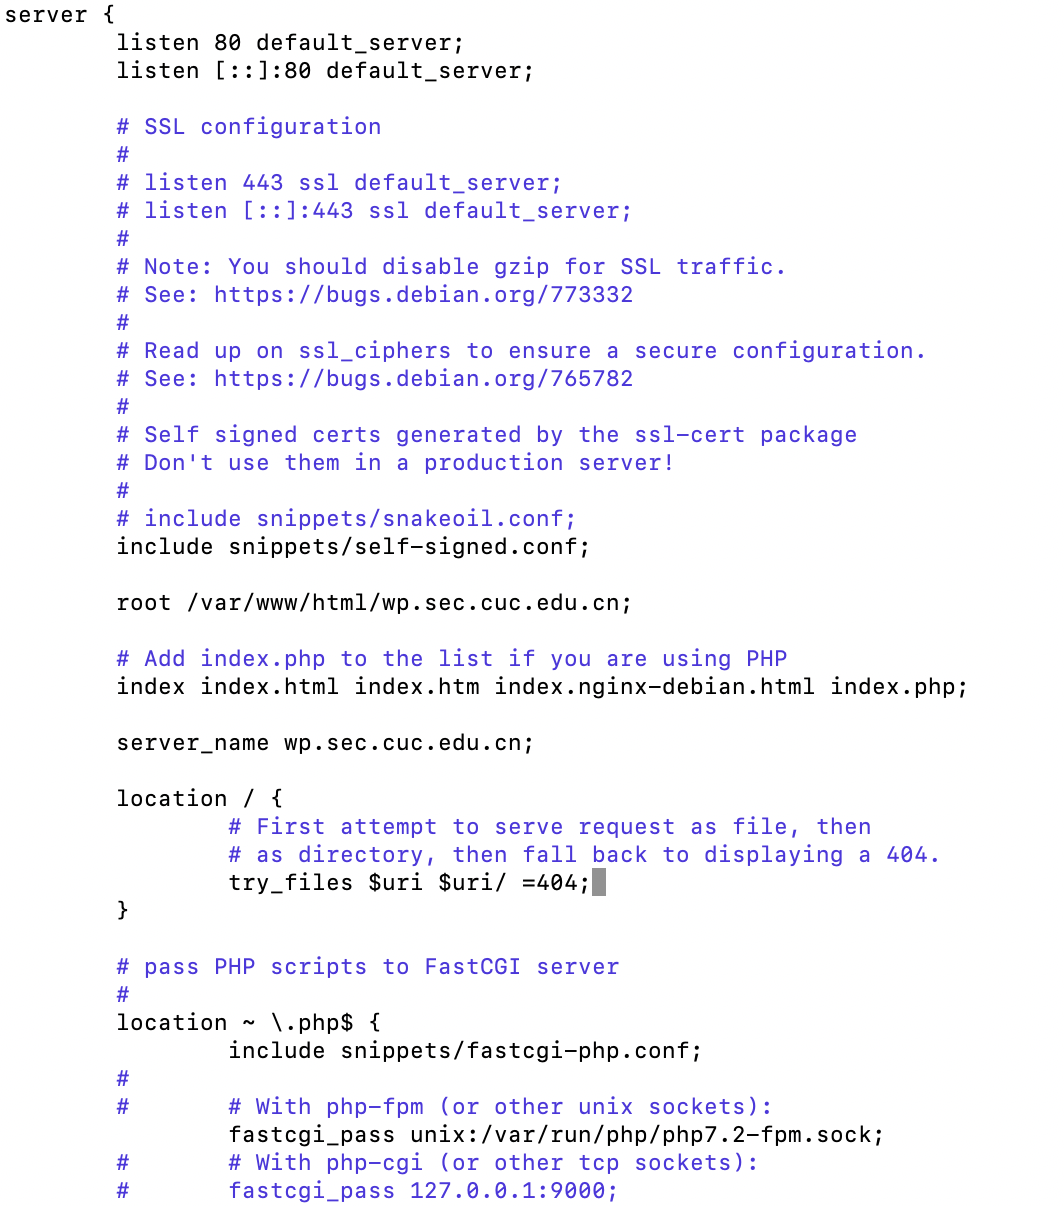 server {
        listen 80 default_server;
        listen [::]:80 default_server;

        # SSL configuration
        #
        # listen 443 ssl default_server;
        # listen [::]:443 ssl default_server;
        #
        # Note: You should disable gzip for SSL traffic.
        # See: https://bugs.debian.org/773332
        #
        # Read up on ssl_ciphers to ensure a secure configuration.
        # See: https://bugs.debian.org/765782
        #
        # Self signed certs generated by the ssl-cert package
        # Don't use them in a production server!
        #
        # include snippets/snakeoil.conf;
        include snippets/self-signed.conf;

        root /var/www/html/wp.sec.cuc.edu.cn;

        # Add index.php to the list if you are using PHP
        index index.html index.htm index.nginx-debian.html index.php;

        server_name wp.sec.cuc.edu.cn;

        location / {
                # First attempt to serve request as file, then
                # as directory, then fall back to displaying a 404.
                try_files $uri $uri/ =404;
        }

        # pass PHP scripts to FastCGI server
        #
        location ~ \.php$ {
                include snippets/fastcgi-php.conf;
        #
        #       # With php-fpm (or other unix sockets):
                fastcgi_pass unix:/var/run/php/php7.2-fpm.sock;
        #       # With php-cgi (or other tcp sockets):
        #       fastcgi_pass 127.0.0.1:9000;